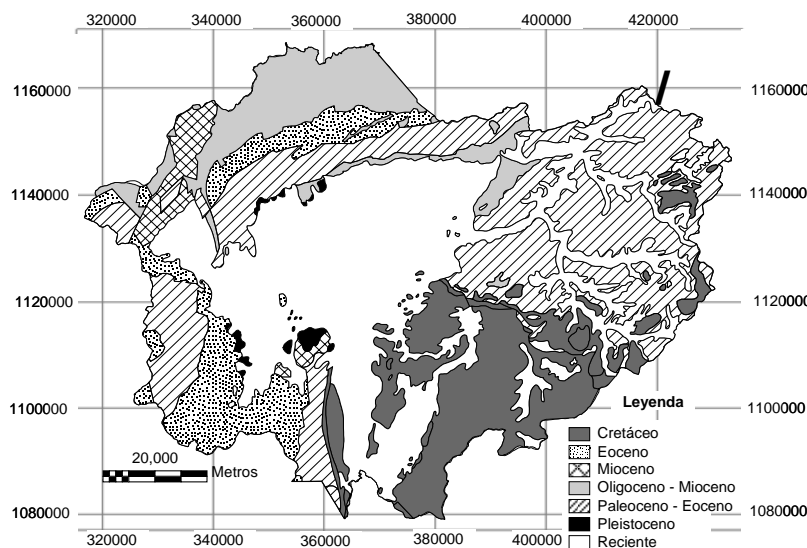 320000 340000 360000 380000 400000 420000
1160000 1160000
1140000 1140000
1120000 1120000
1100000 1100000
Leyenda
Cretáceo
Eoceno
Mioceno
Oligoceno - Mioceno
Paleoceno - Eoceno
Pleistoceno
Reciente
20,000
Metros
1080000 1080000
320000 340000 360000 380000 400000